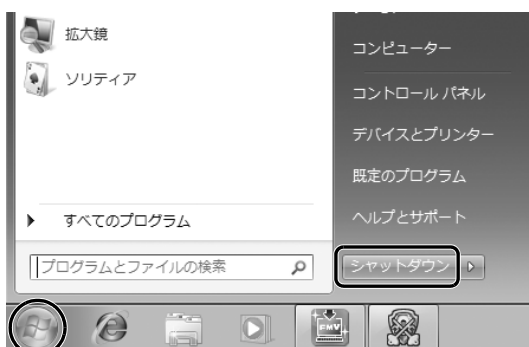 拡大鏡
ソリティア
すべてのプログラム
プログラムとファイルの検索
コンピューター
コントロール パネル
デバイスとプリンター
既定のプログラム
ヘルプとサポート
シャットダウン
FMV